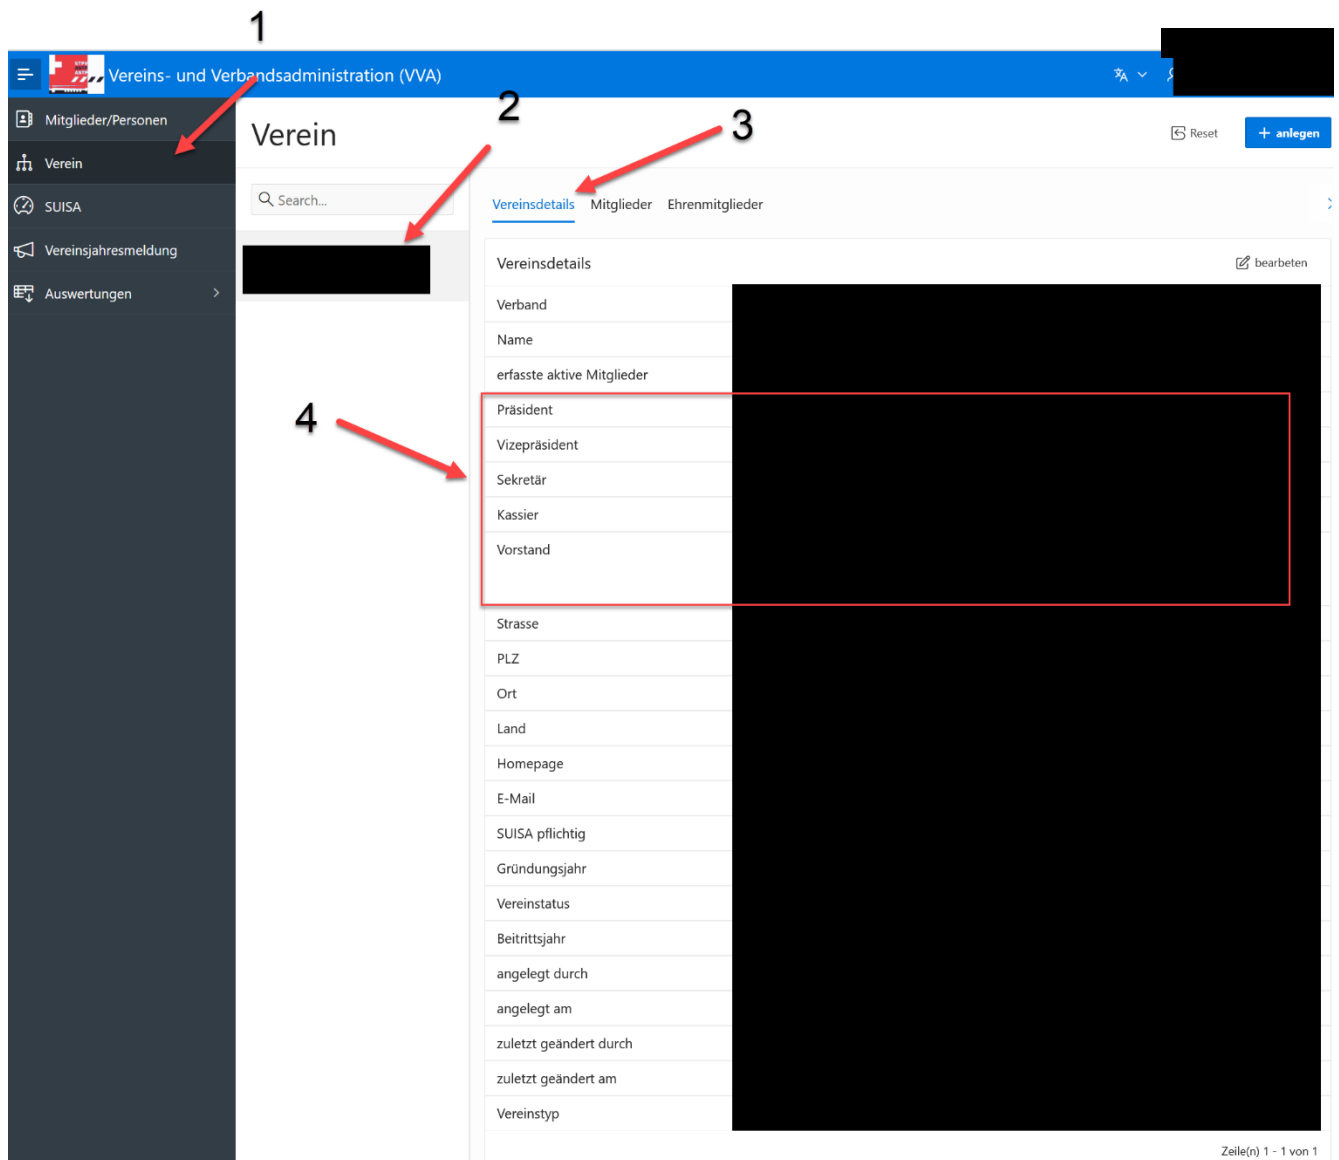 1
Vereins- und Verbandsadministration (VVA)
Mitglieder/Personen
Verein
SUISA
Vereinsjahresmeldung
Auswertungen
Verein
2
3
Reset
+ anlegen
Search...
Vereinsdetails Mitglieder Ehrenmitglieder
Vereinsdetails
bearbeiten
Verband
Name
erfasste aktive Mitglieder
4
Präsident
Vizepräsident
Sekretär
Kassier
Vorstand
Strasse
PLZ
Ort
Land
Homepage
E-Mail
SUISA pflichtig
Gründungsjahr
Vereinstatus
Beitrittsjahr
angelegt durch
angelegt am
zuletzt geändert durch
zuletzt geändert am
Vereinstyp
Zeile(n) 1 - 1 von 1